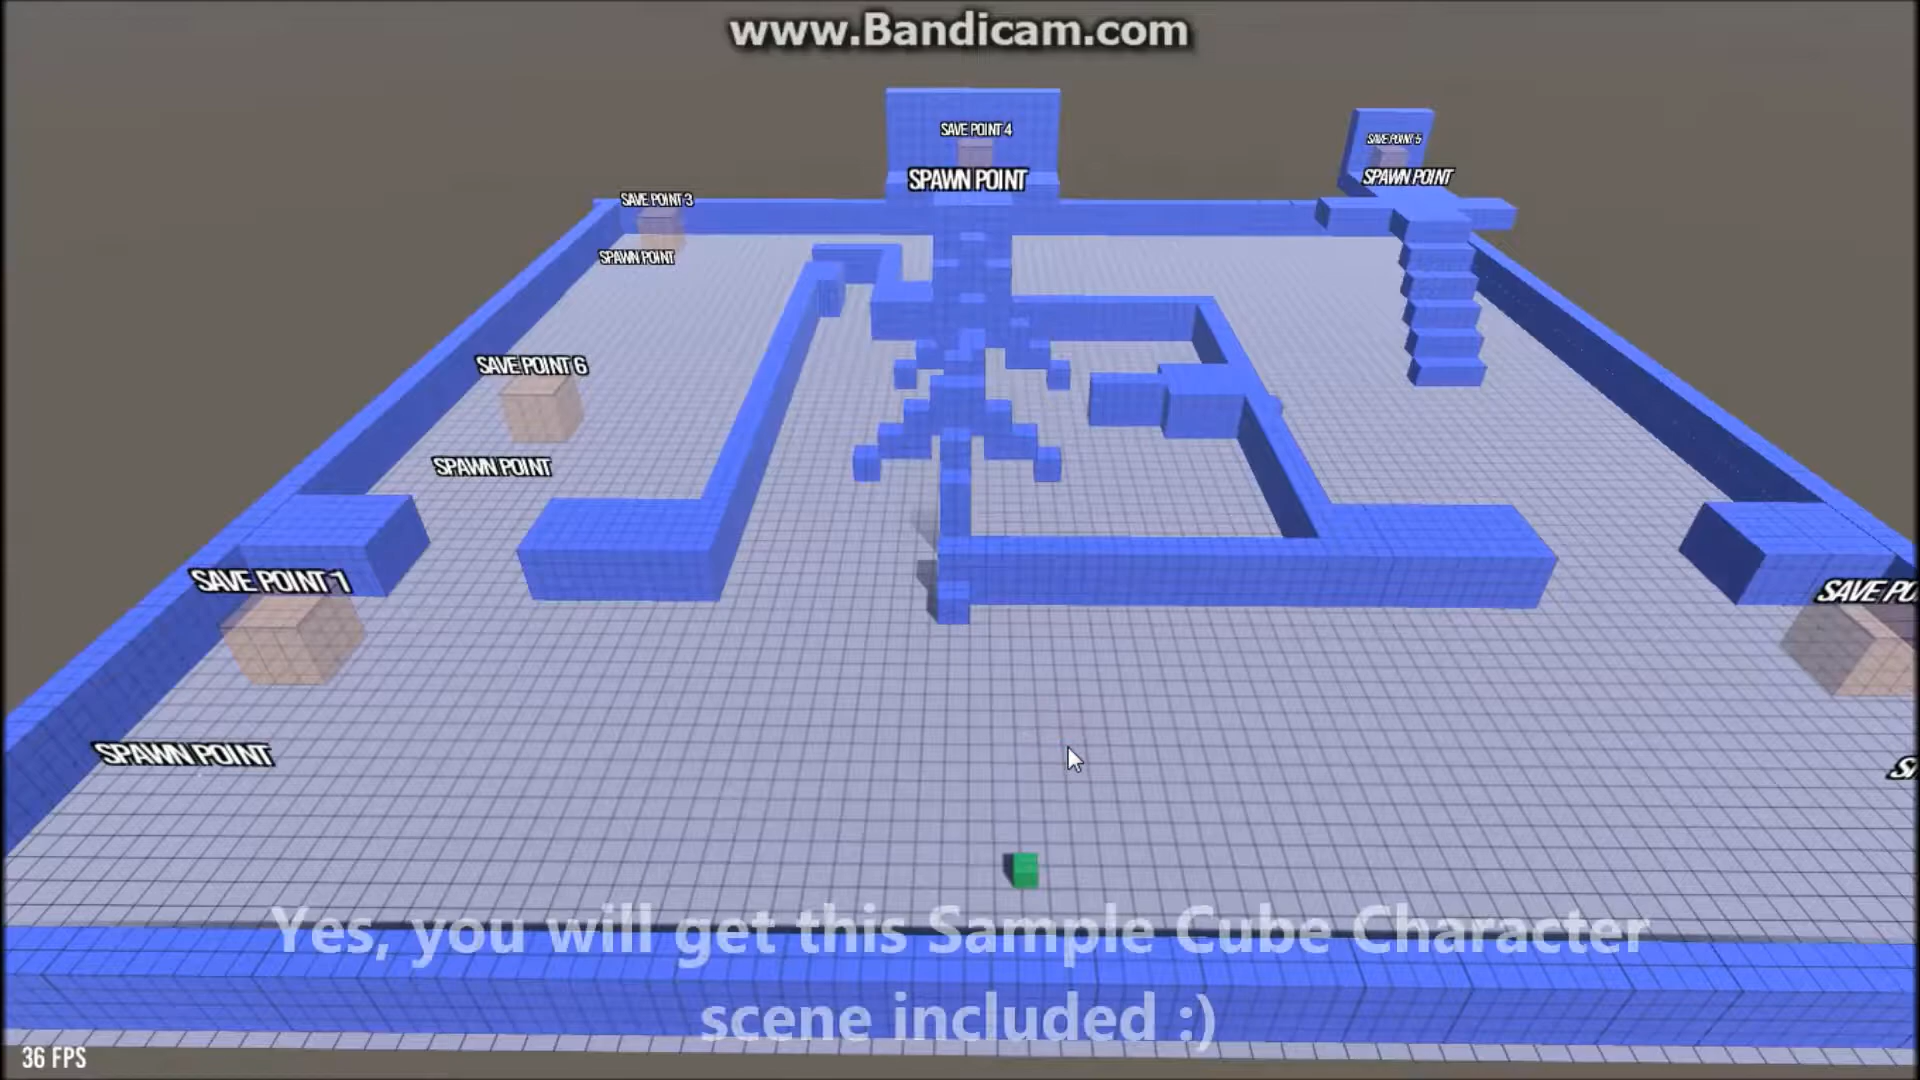 www.Bandicam.com
SAVE POINT 4
SAVE POINT 5
SPAWN POINT
SPAWN POINT
SAVE POINT 3
SPAWN POINT
SAVE POINT 6
SPAWN POINT
SAVE POINT 1
SAVE
SPAWN POINT
Yes, you will get this Sample Cube Character
scene included :)
36 FPS